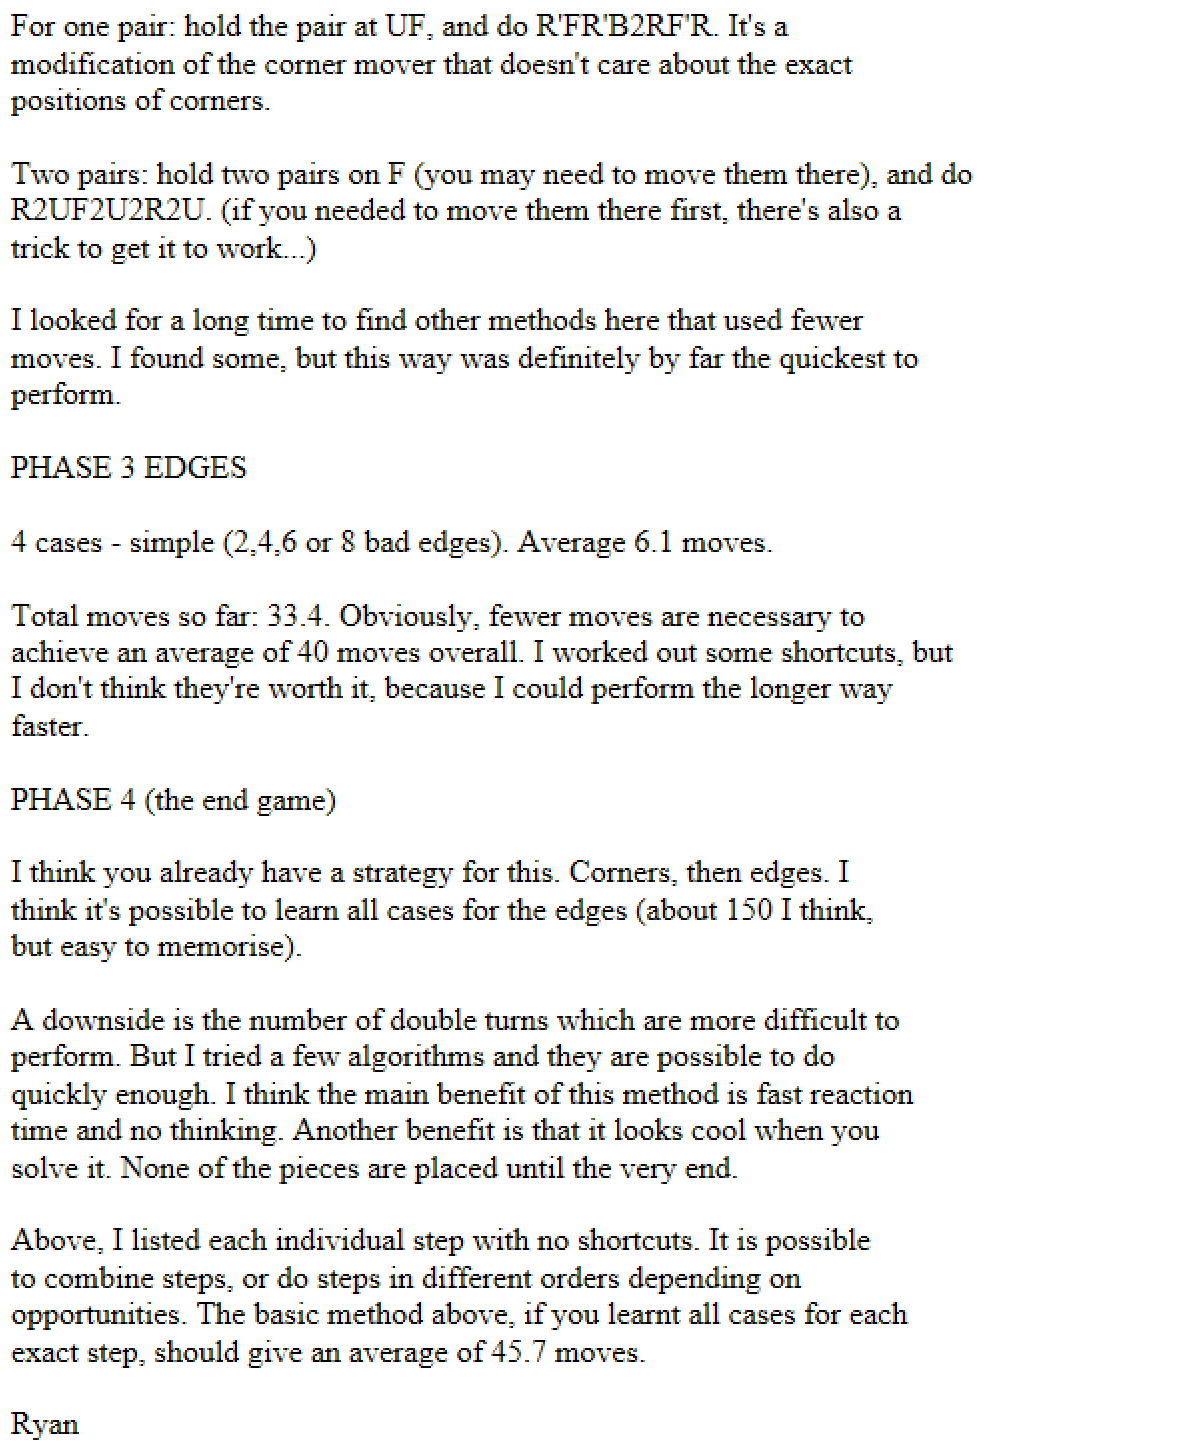 For one pair: hold the pair at UF, and do R'FR'B2RF'R. It's a
modification of the corner mover that doesn't care about the exact
positions of corners.
Two pairs: hold two pairs on F (you may need to move them there), and do
R2UF2U2R2U. (if you needed to move them there first, there's also a
trick to get it to work...)
I looked for a long time to find other methods here that used fewer
moves. I found some, but this way was definitely by far the quickest to
perform.
PHASE 3 EDGES
4 cases - simple (2,4,6 or 8 bad edges). Average 6.1 moves.
Total moves so far: 33.4. Obviously, fewer moves are necessary to
achieve an average of 40 moves overall. I worked out some shortcuts, but
I don't think they're worth it, because I could perform the longer way
faster.
PHASE 4 (the end game)
I think you already have a strategy for this. Corners, then edges. I
think it's possible to learn all cases for the edges (about 150 I think,
but easy to memorise).
A downside is the number of double turns which are more difficult to
perform. But I tried a few algorithms and they are possible to do
quickly enough. I think the main benefit of this method is fast reaction
time and no thinking. Another benefit is that it looks cool when you
solve it. None of the pieces are placed until the very end.
Above, I listed each individual step with no shortcuts. It is possible
to combine steps, or do steps in different orders depending on
opportunities. The basic method above, if you learnt all cases for each
exact step, should give an average of 45.7 moves.
Ryan